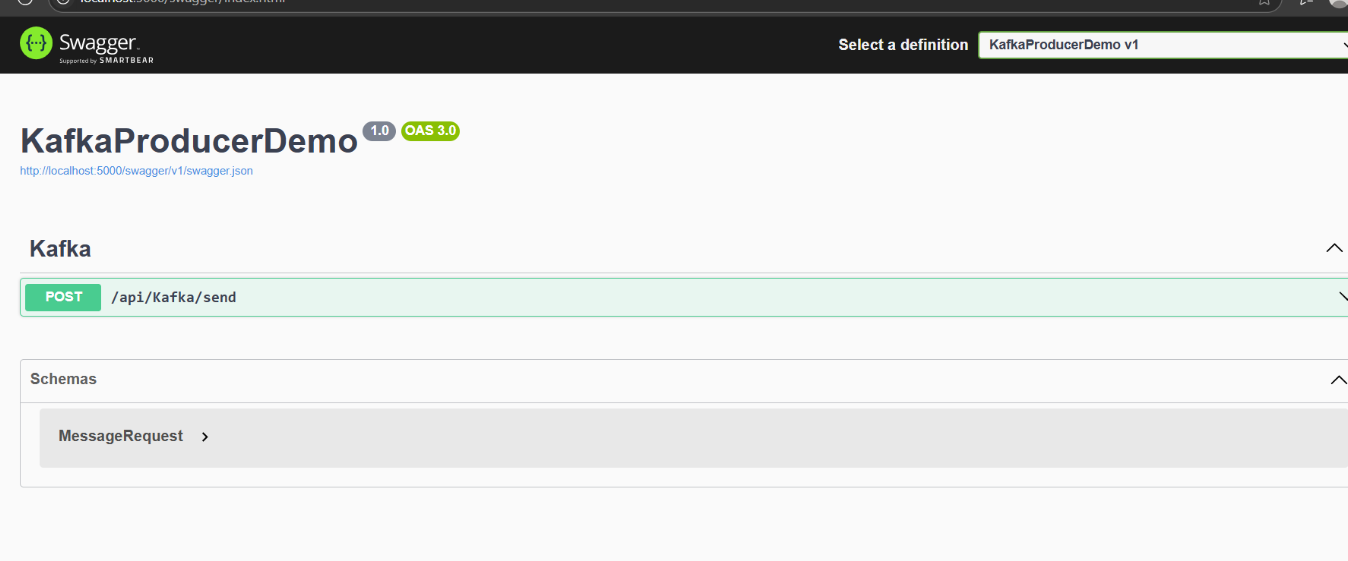 localhost:5000/swagger/index.html
Swagger
Supported by SMARTBEAR
Select a definition
KafkaProducerDemo v1
KafkaProducerDemo 1.0 OAS 3.0
http://localhost:5000/swagger/v1/swagger.json
Kafka
POST /api/Kafka/send
Schemas
MessageRequest